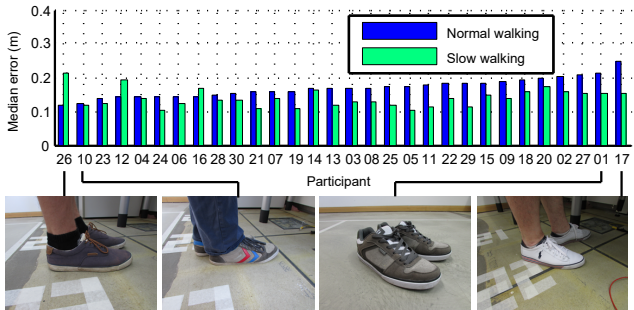 0.4
0.3
0.2
0.1
0
Median error (m)
Normal walking
Slow walking
26 10 23 12 04 24 06 16 28 30 21 07 19 14 13 03 08 25 05 11 22 29 15 09 18 20 02 27 01 17
Participant